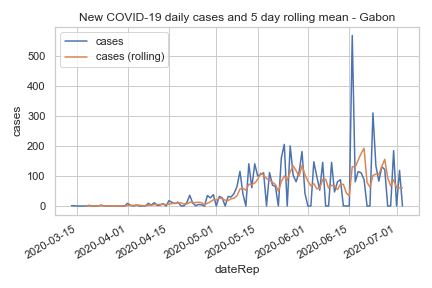 New COVID-19 daily cases and 5 day rolling mean - Gabon
cases
cases (rolling)
500
400
300
200
100
0
cases
2020-03-15
2020-04-01
2020-04-15
2020-05-01
2020-05-15
2020-06-01
2020-06-15
2020-07-01
dateRep